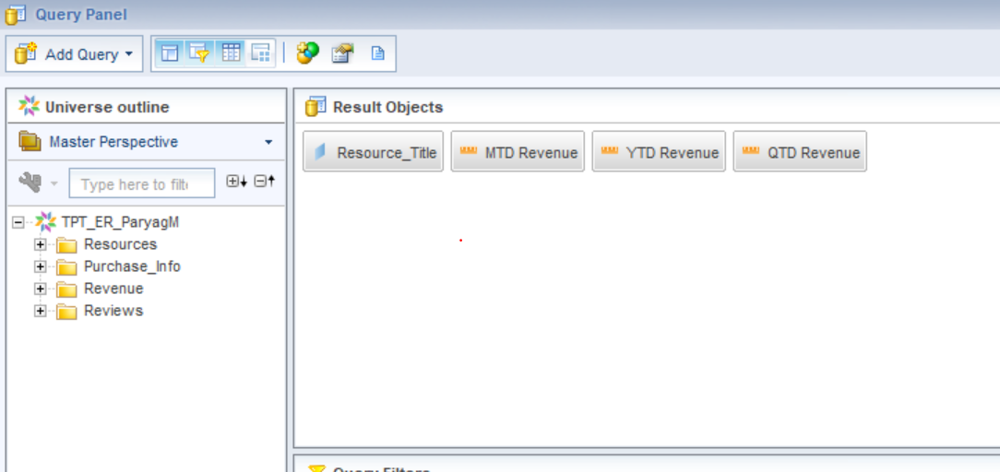 Query Panel
Add Query
Universe outline
Master Perspective
Type here to filt
TPT_ER_ParyagM
Resources
Purchase_Info
Revenue
Reviews
Result Objects
Resource_Title MTD Revenue YTD Revenue QTD Revenue
Query Filters